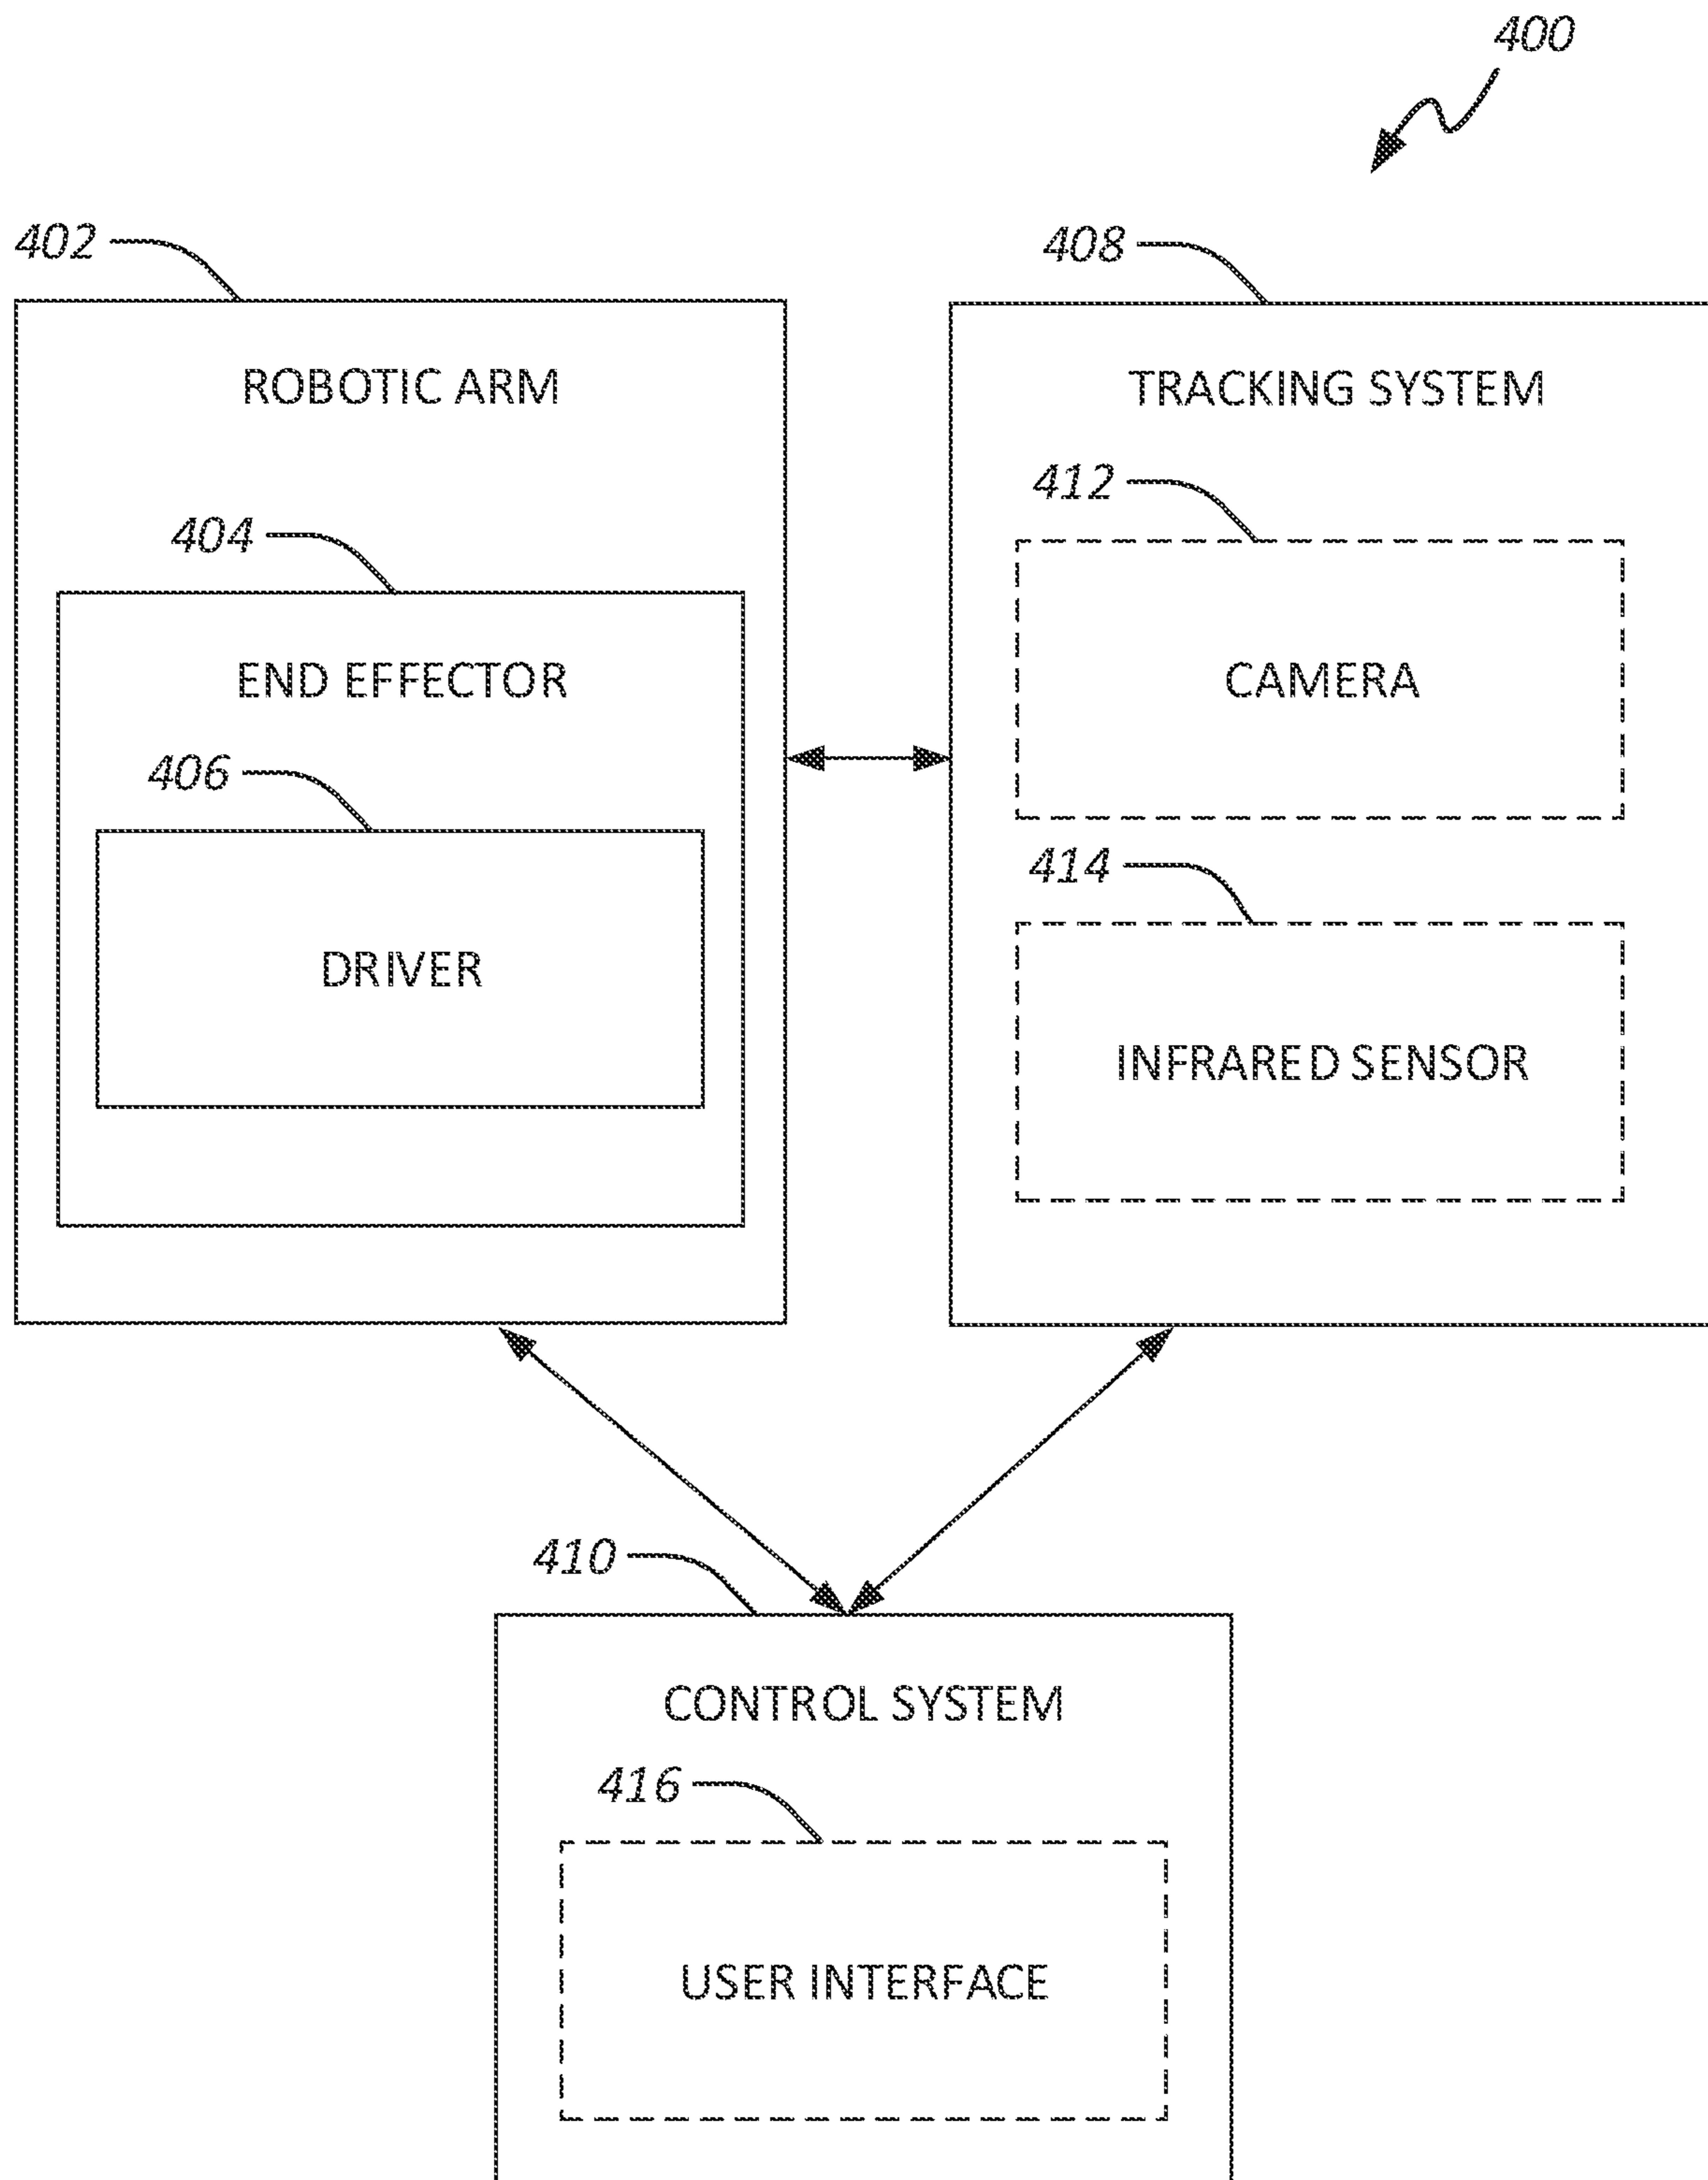 400
402
408
ROBOTIC ARM
TRACKING SYSTEM
412
404
END EFFECTOR
CAMERA
406
414
DRIVER
INFRARED SENSOR
410
CONTROL SYSTEM
416
USER INTERFACE